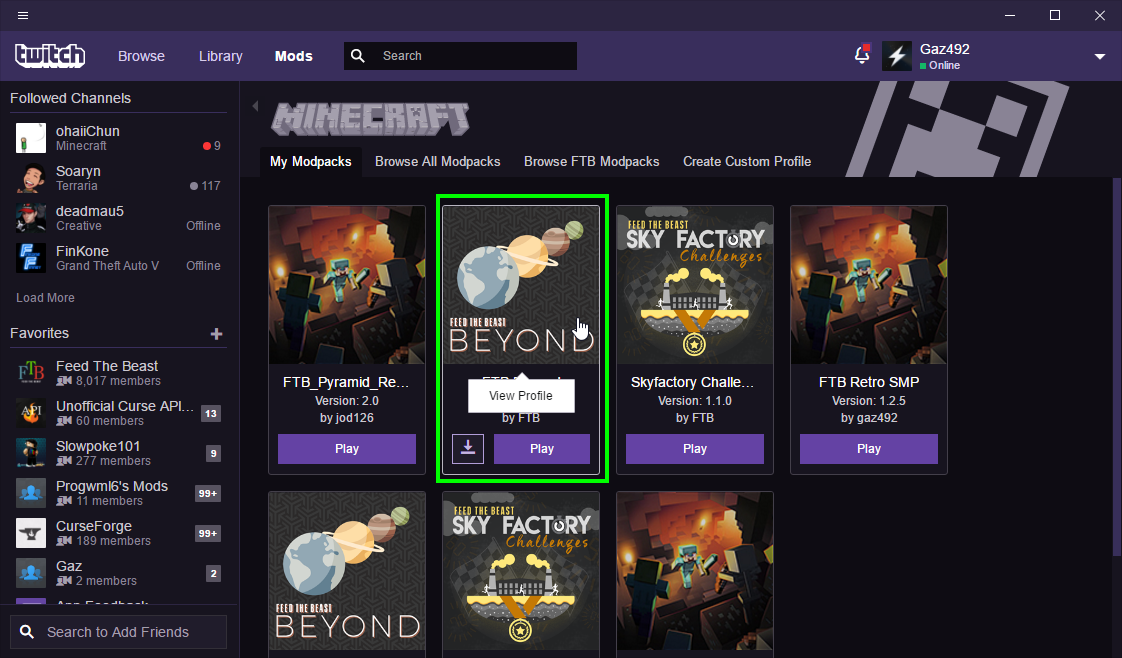 twitch
Browse
Library
Mods
Search
Gaz492
Online
Followed Channels
ohaiiChun
Minecraft
9
Soaryn
Terraria
117
deadmau5
Creative
Offline
FinKone
Grand Theft Auto V
Offline
Load More
Favorites
FTB
Feed The Beast
8,017 members
API
Unofficial Curse API...
60 members
13
Slowpoke101
277 members
9
Progwml6's Mods
11 members
99+
CurseForge
189 members
99+
Gaz
2 members
2
App Feedback
Search to Add Friends
MINECRAFT
My Modpacks
Browse All Modpacks
Browse FTB Modpacks
Create Custom Profile
FTB_Pyramid_Re...
Version: 2.0
by jod126
Play
FEED THE BEAST
BEYOND
View Profile
by FTB
Play
FEED THE BEAST
SKY FACTORY
Challenges
Skyfactory Challe...
Version: 1.1.0
by FTB
Play
FTB Retro SMP
Version: 1.2.5
by gaz492
Play
FEED THE BEAST
BEYOND
FEED THE BEAST
SKY FACTORY
Challenges